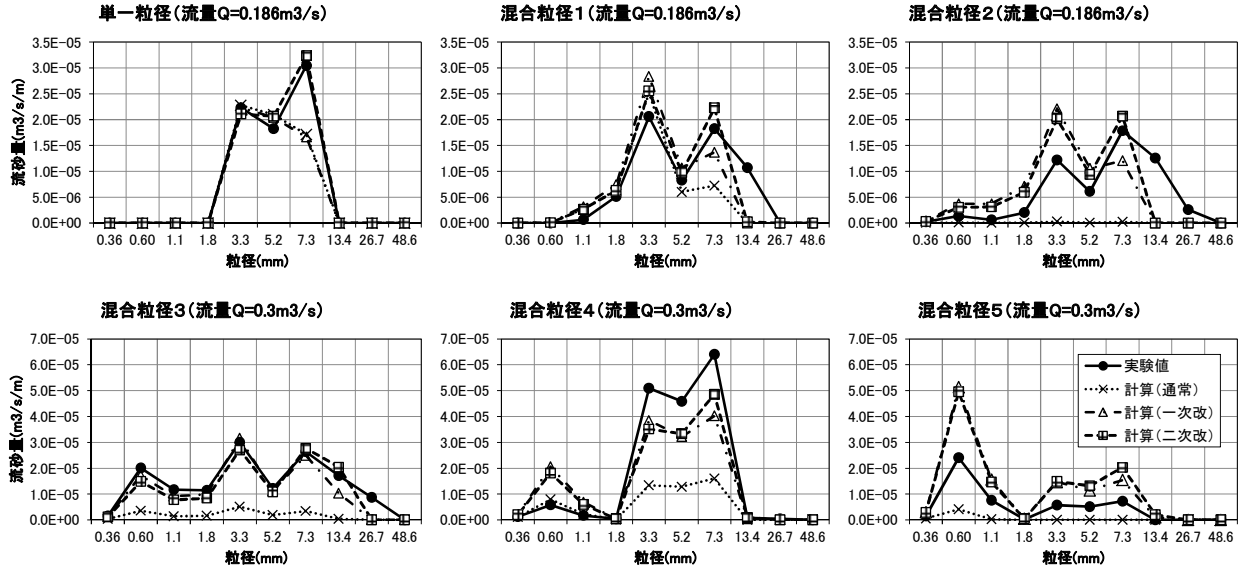 単一粒径(流量Q=0.186m3/s)
流砂量(m3/s/m)
3.5E-05
3.0E-05
2.5E-05
2.0E-05
1.5E-05
1.0E-05
5.0E-06
0.0E+00
0.36 0.60 1.1 1.8 3.3 5.2 7.3 13.4 26.7 48.6
粒径(mm)
混合粒径1(流量Q=0.186m3/s)
3.5E-05
3.0E-05
2.5E-05
2.0E-05
1.5E-05
1.0E-05
5.0E-06
0.0E+00
0.36 0.60 1.1 1.8 3.3 5.2 7.3 13.4 26.7 48.6
粒径(mm)
混合粒径2(流量Q=0.186m3/s)
3.5E-05
3.0E-05
2.5E-05
2.0E-05
1.5E-05
1.0E-05
5.0E-06
0.0E+00
0.36 0.60 1.1 1.8 3.3 5.2 7.3 13.4 26.7 48.6
粒径(mm)
混合粒径3(流量Q=0.3m3/s)
流砂量(m3/s/m)
7.0E-05
6.0E-05
5.0E-05
4.0E-05
3.0E-05
2.0E-05
1.0E-05
0.0E+00
0.36 0.60 1.1 1.8 3.3 5.2 7.3 13.4 26.7 48.6
粒径(mm)
混合粒径4(流量Q=0.3m3/s)
7.0E-05
6.0E-05
5.0E-05
4.0E-05
3.0E-05
2.0E-05
1.0E-05
0.0E+00
0.36 0.60 1.1 1.8 3.3 5.2 7.3 13.4 26.7 48.6
粒径(mm)
混合粒径5(流量Q=0.3m3/s)
7.0E-05
6.0E-05
5.0E-05
4.0E-05
3.0E-05
2.0E-05
1.0E-05
0.0E+00
0.36 0.60 1.1 1.8 3.3 5.2 7.3 13.4 26.7 48.6
粒径(mm)
実験値
計算(通常)
計算(一次改)
計算(二次改)